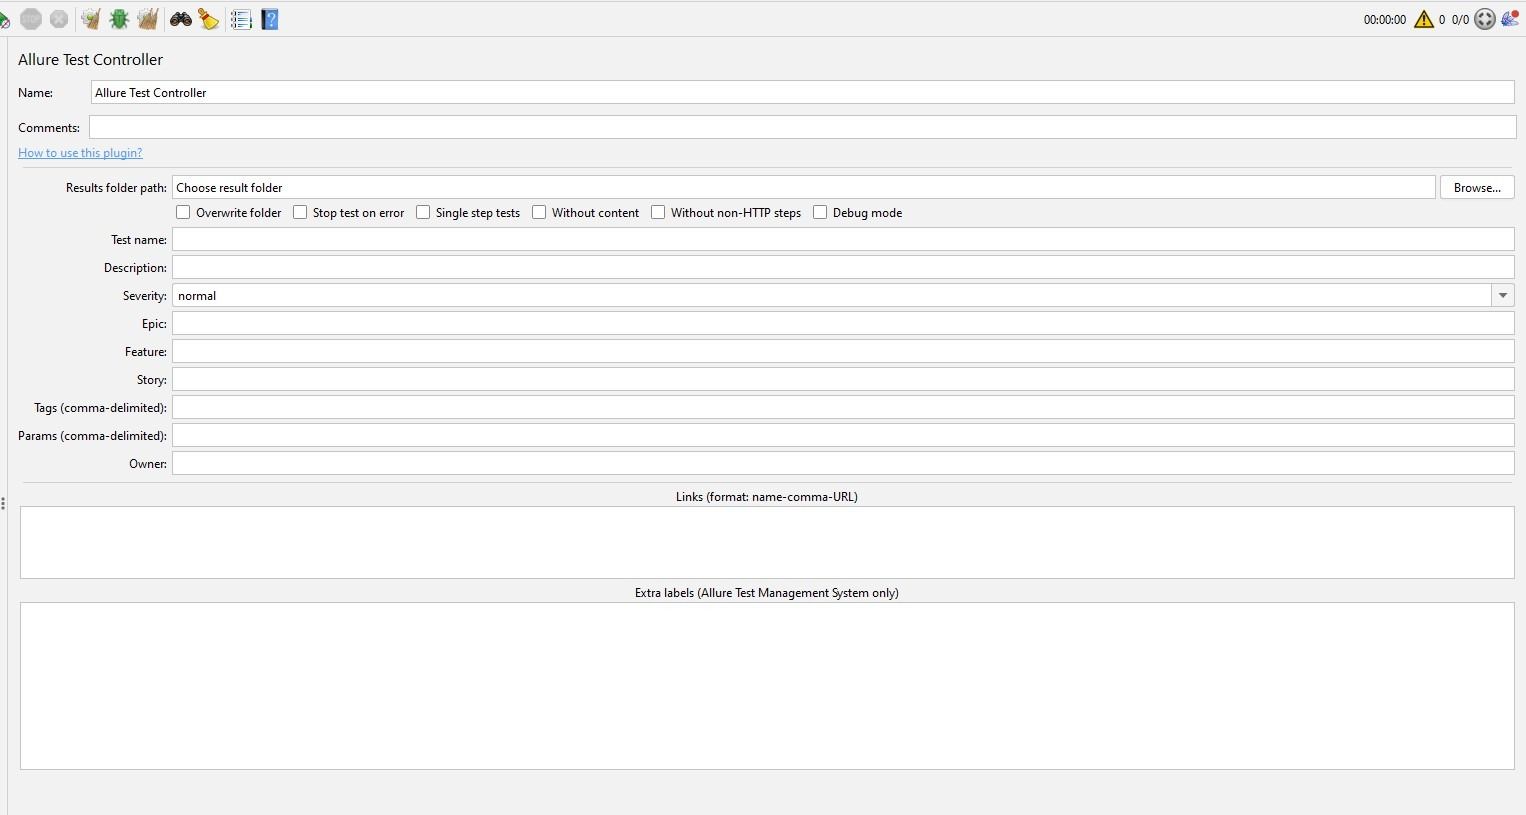 STOP
00:00:00 0 0/0
Allure Test Controller
Name: Allure Test Controller
Comments:
How to use this plugin?
Results folder path: Choose result folder Browse...
Overwrite folder Stop test on error Single step tests Without content Without non-HTTP steps Debug mode
Test name:
Description:
Severity: normal
Epic:
Feature:
Story:
Tags (comma-delimited):
Params (comma-delimited):
Owner:
Links (format: name-comma-URL)
Extra labels (Allure Test Management System only)